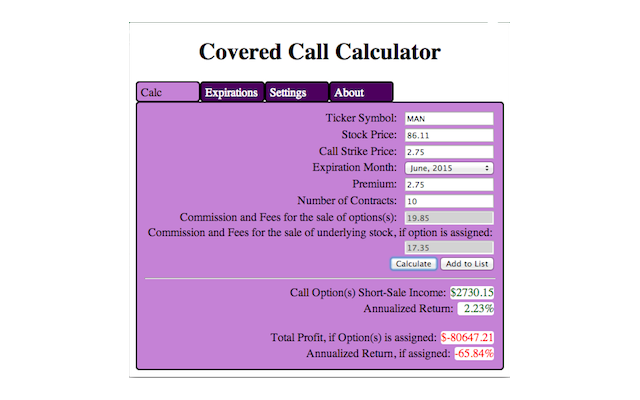 Covered Call Calculator
Calc Expirations Settings About
Ticker Symbol: MAN
Stock Price: 86.11
Call Strike Price: 2.75
Expiration Month: June, 2015
Premium: 2.75
Number of Contracts: 10
Commission and Fees for the sale of options(s): 19.85
Commission and Fees for the sale of underlying stock, if option is assigned:
17.35
Calculate Add to List
Call Option(s) Short-Sale Income: $2730.15
Annualized Return: 2.23%
Total Profit, if Option(s) is assigned: $-80647.21
Annualized Return, if assigned: -65.84%